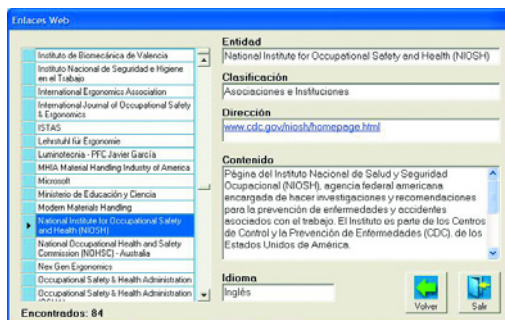 Enlaces Web
Instituto de Biomecánica de Valencia
Instituto Nacional de Seguridad e Higiene
en el Trabajo
International Ergonomics Association
International Journal of Occupational Safety
& Ergonomics
ISTAS
Lehrstuhl für Ergonomie
Luminotecnia - PFC Javier García
MHIA Material Handling Industry of America
Microsoft
Ministerio de Educación y Ciencia
Modern Materials Handling
National Institute for Occupational Safety
and Health (NIOSH)
National Occupational Health and Safety
Commission (NOHSC) - Australia
Nex Gen Ergonomics
Occupational Safety & Health Administration
Occupational Safety & Health Administration
Encontrados: 84
Entidad
National Institute for Occupational Safety and Health (NIOSH)
Clasificación
Asociaciones e Instituciones
Dirección
www.cdc.gov/niosh/homepage.html
Contenido
Página del Instituto Nacional de Salud y Seguridad
Ocupacional (NIOSH), agencia federal americana
encargada de hacer investigaciones y recomendaciones
para la prevención de enfermedades y accidentes
asociados con el trabajo. El Instituto es parte de los Centros
de Control y la Prevención de Enfermedades (CDC). de los
Estados Unidos de América.
Idioma
Inglés
Volver
Salir